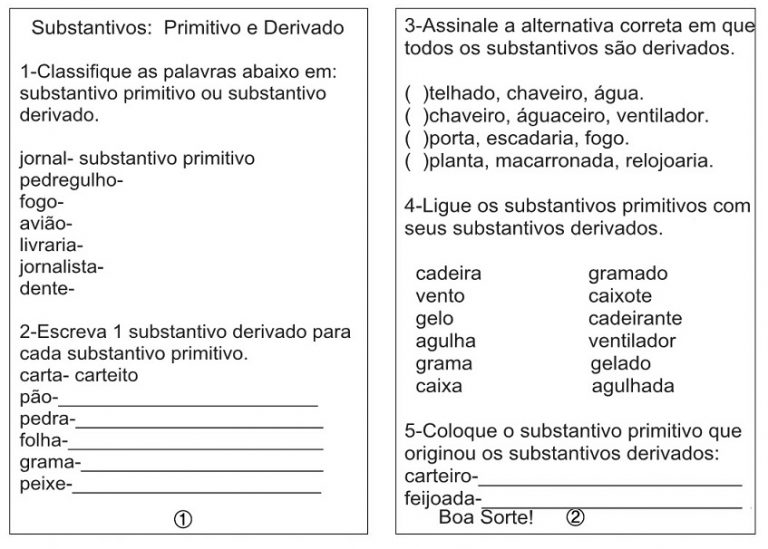 Substantivos: Primitivo e Derivado
1-Classifique as palavras abaixo em:
substantivo primitivo ou substantivo
derivado.
jornal- substantivo primitivo
pedregulho-
fogo-
avião-
livraria-
jornalista-
dente-
2-Escreva 1 substantivo derivado para
cada substantivo primitivo.
carta- carteito
pão-
pedra-
folha-
grama-
peixe-
1
3-Assinale a alternativa correta em que
todos os substantivos são derivados.
( )telhado, chaveiro, água.
( )chaveiro, águaceiro, ventilador.
( )porta, escadaria, fogo.
( )planta, macarronada, relojoaria.
4-Ligue os substantivos primitivos com
seus substantivos derivados.
cadeira gramado
vento caixote
gelo cadeirante
agulha ventilador
grama gelado
caixa agulhada
5-Coloque o substantivo primitivo que
originou os substantivos derivados:
carteiro-
feijoada-
Boa Sorte! 2